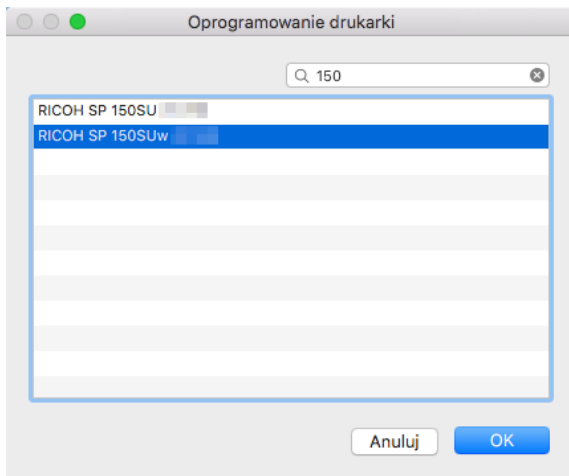 Oprogramowanie drukarki
150
RICOH SP 150SU
RICOH SP 150SUw
Anuluj OK